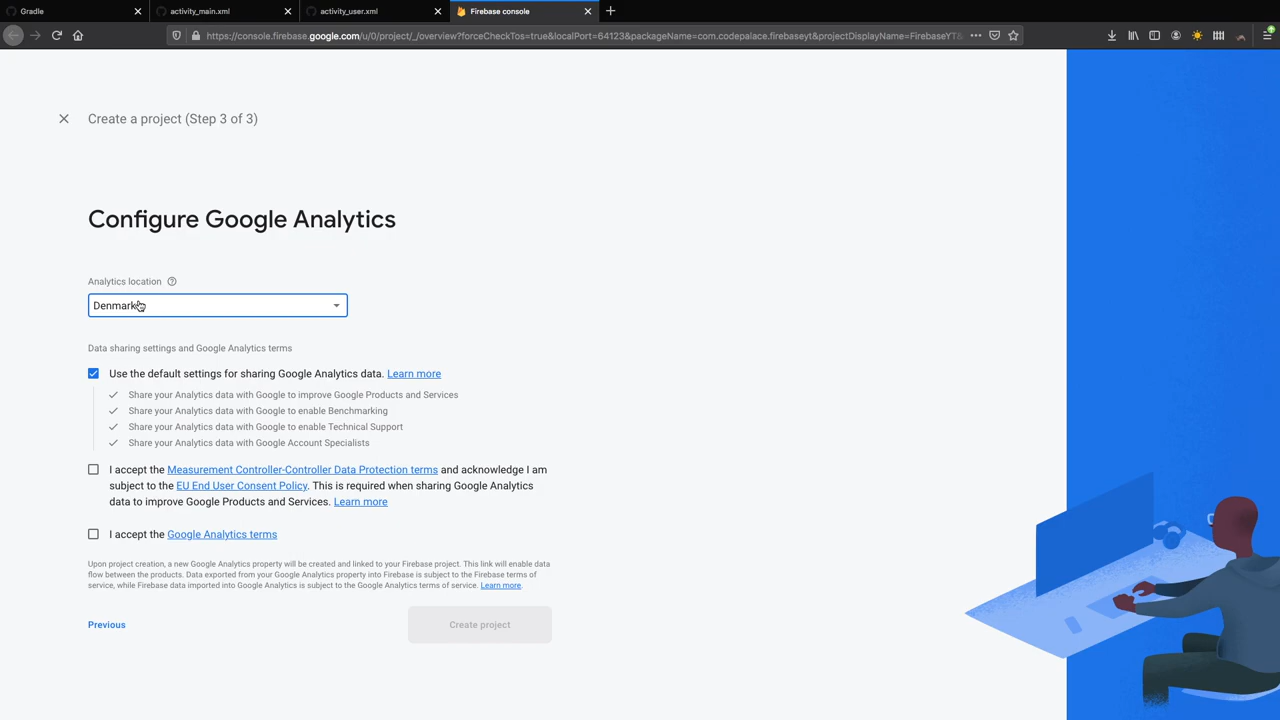 Gradle
activity_main.xml
activity_user.xml
Firebase console
https://console.firebase.google.com/u/0/project/_/overview?forceCheckTos=true&localPort=64123&packageName=com.codepalace.firebaseyt&projectDisplayName=FirebaseYT&
Create a project (Step 3 of 3)
Configure Google Analytics
Analytics location
Denmark
Data sharing settings and Google Analytics terms
Use the default settings for sharing Google Analytics data. Learn more
Share your Analytics data with Google to improve Google Products and Services
Share your Analytics data with Google to enable Benchmarking
Share your Analytics data with Google to enable Technical Support
Share your Analytics data with Google Account Specialists
I accept the Measurement Controller-Controller Data Protection terms and acknowledge I am
subject to the EU End User Consent Policy. This is required when sharing Google Analytics
data to improve Google Products and Services. Learn more
I accept the Google Analytics terms
Upon project creation, a new Google Analytics property will be created and linked to your Firebase project. This link will enable data
flow between the products. Data exported from your Google Analytics property into Firebase is subject to the Firebase terms of
service, while Firebase data imported into Google Analytics is subject to the Google Analytics terms of service. Learn more.
Previous
Create project